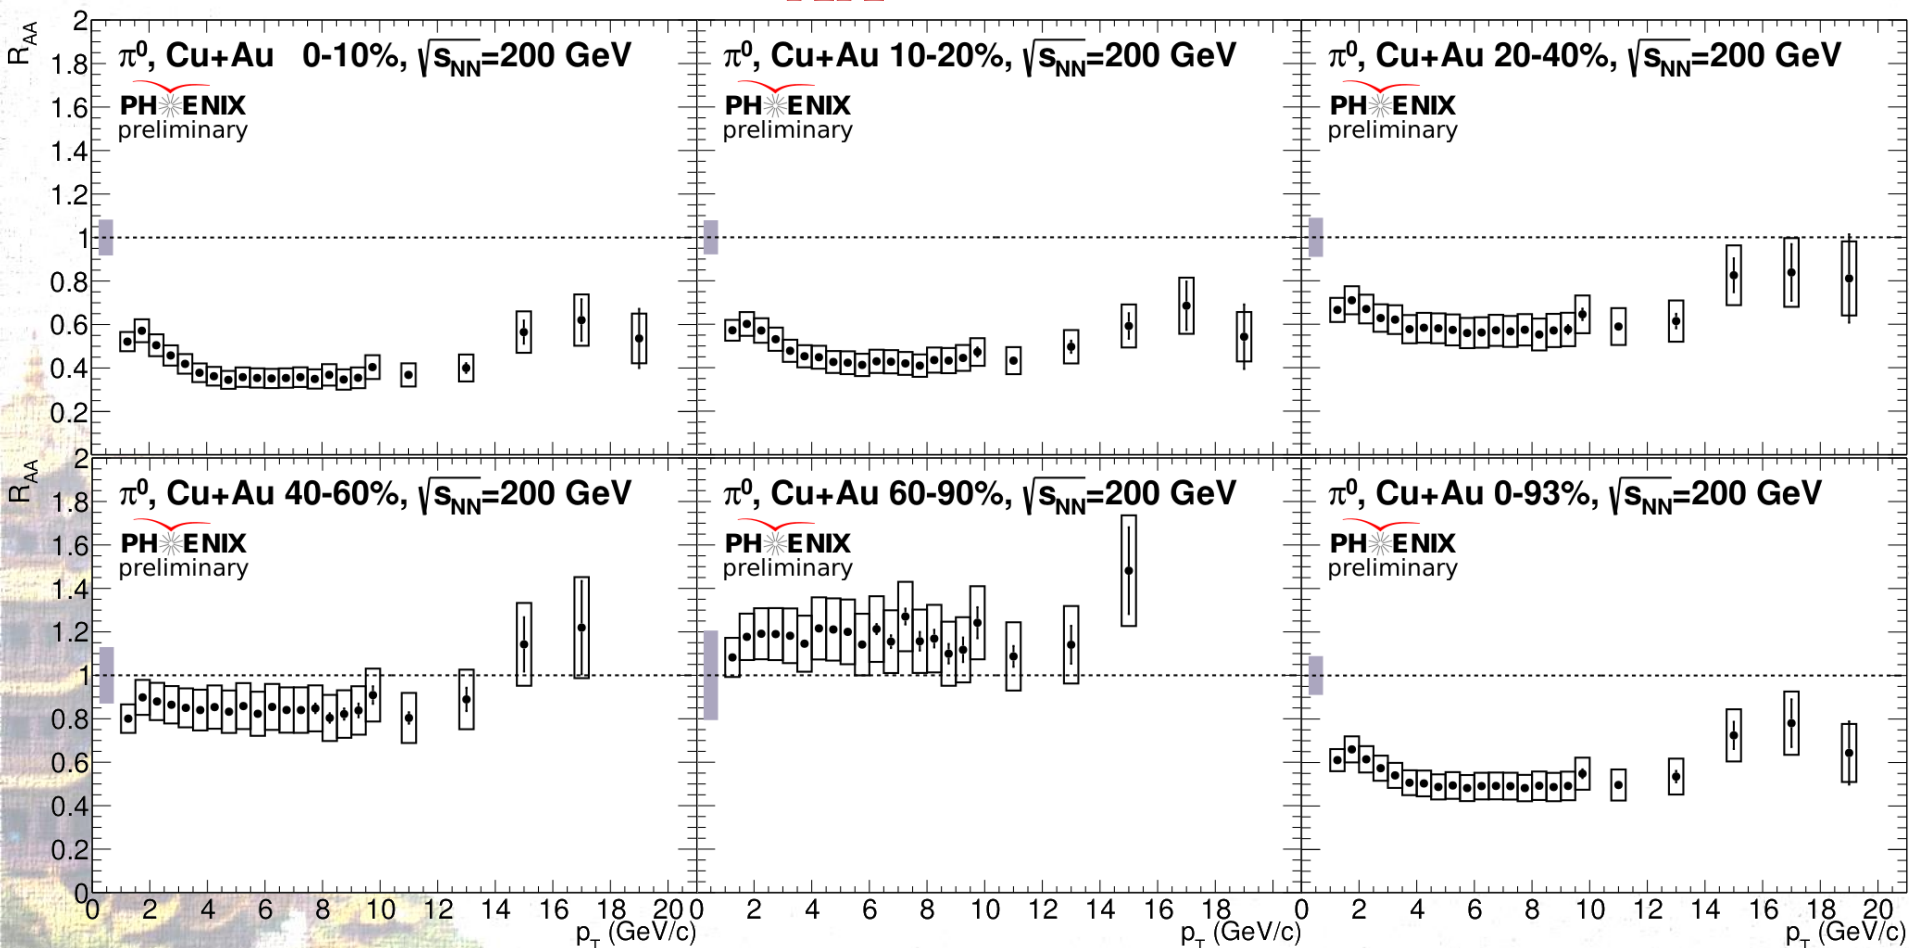 R_AA
2
1.8
1.6
1.4
1.2
1
0.8
0.6
0.4
0.2
π⁰, Cu+Au 0-10%, √s_NN=200 GeV
PHENIX
preliminary
π⁰, Cu+Au 10-20%, √s_NN=200 GeV
PHENIX
preliminary
π⁰, Cu+Au 20-40%, √s_NN=200 GeV
PHENIX
preliminary
R_AA
2
1.8
1.6
1.4
1.2
1
0.8
0.6
0.4
0.2
0
π⁰, Cu+Au 40-60%, √s_NN=200 GeV
PHENIX
preliminary
π⁰, Cu+Au 60-90%, √s_NN=200 GeV
PHENIX
preliminary
π⁰, Cu+Au 0-93%, √s_NN=200 GeV
PHENIX
preliminary
0 2 4 6 8 10 12 14 16 18 20
0 2 4 6 8 10 12 14 16 18
0 2 4 6 8 10 12 14 16 18 20
p_T (GeV/c)
p_T (GeV/c)
p_T (GeV/c)